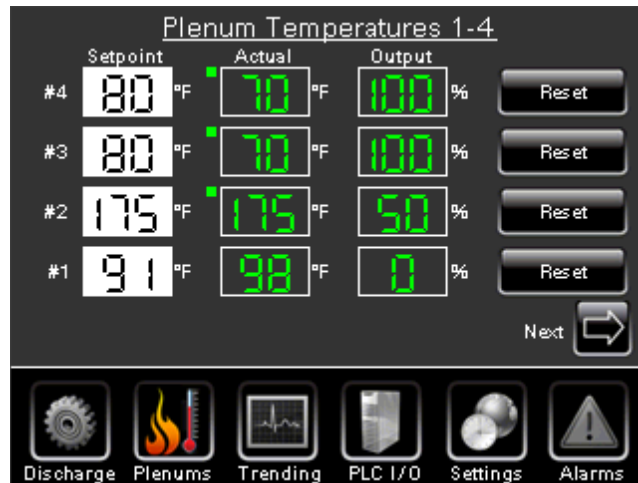 Plenum Temperatures 1-4
Setpoint Actual Output
#4 80 °F 70 °F 100 % Reset
#3 80 °F 70 °F 100 % Reset
#2 175 °F 175 °F 50 % Reset
#1 91 °F 98 °F 0 % Reset
Next
Discharge Plenums Trending PLC I/O Settings Alarms